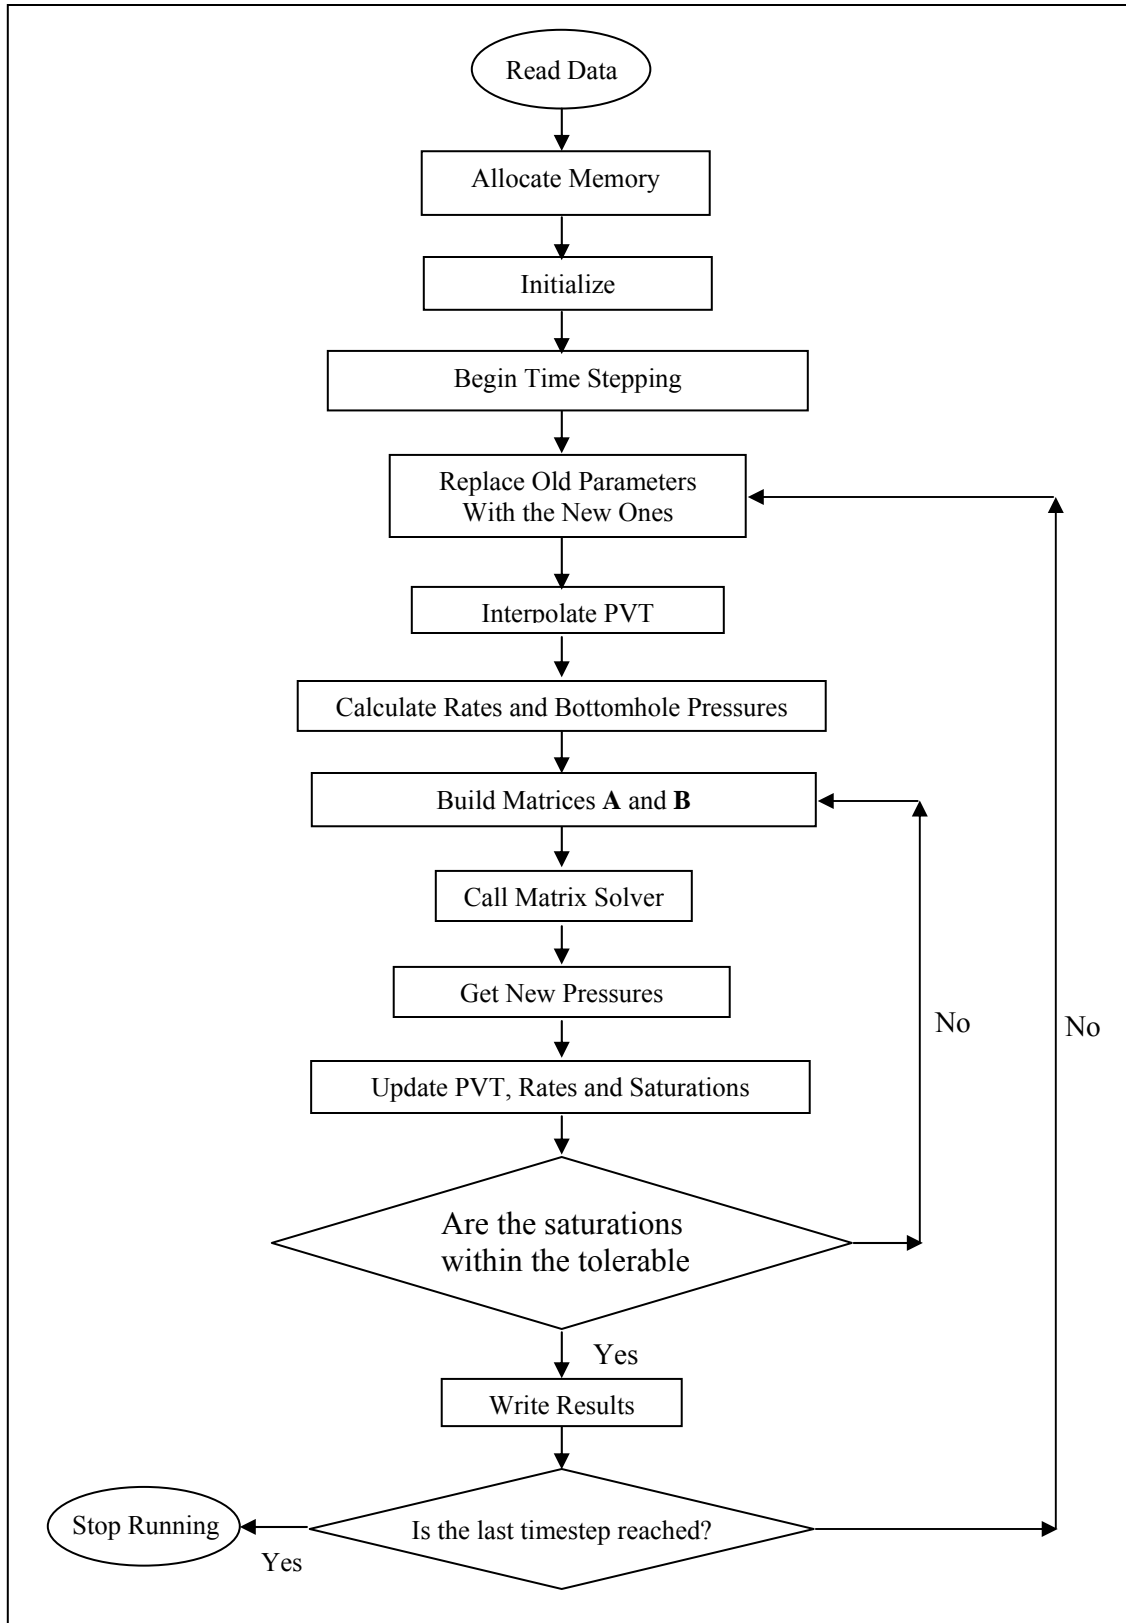 Read Data
Allocate Memory
Initialize
Begin Time Stepping
Replace Old Parameters
With the New Ones
Interpolate PVT
Calculate Rates and Bottomhole Pressures
Build Matrices A and B
Call Matrix Solver
Get New Pressures
No
No
Update PVT, Rates and Saturations
Are the saturations
within the tolerable
Yes
Write Results
Is the last timestep reached?
Stop Running
Yes